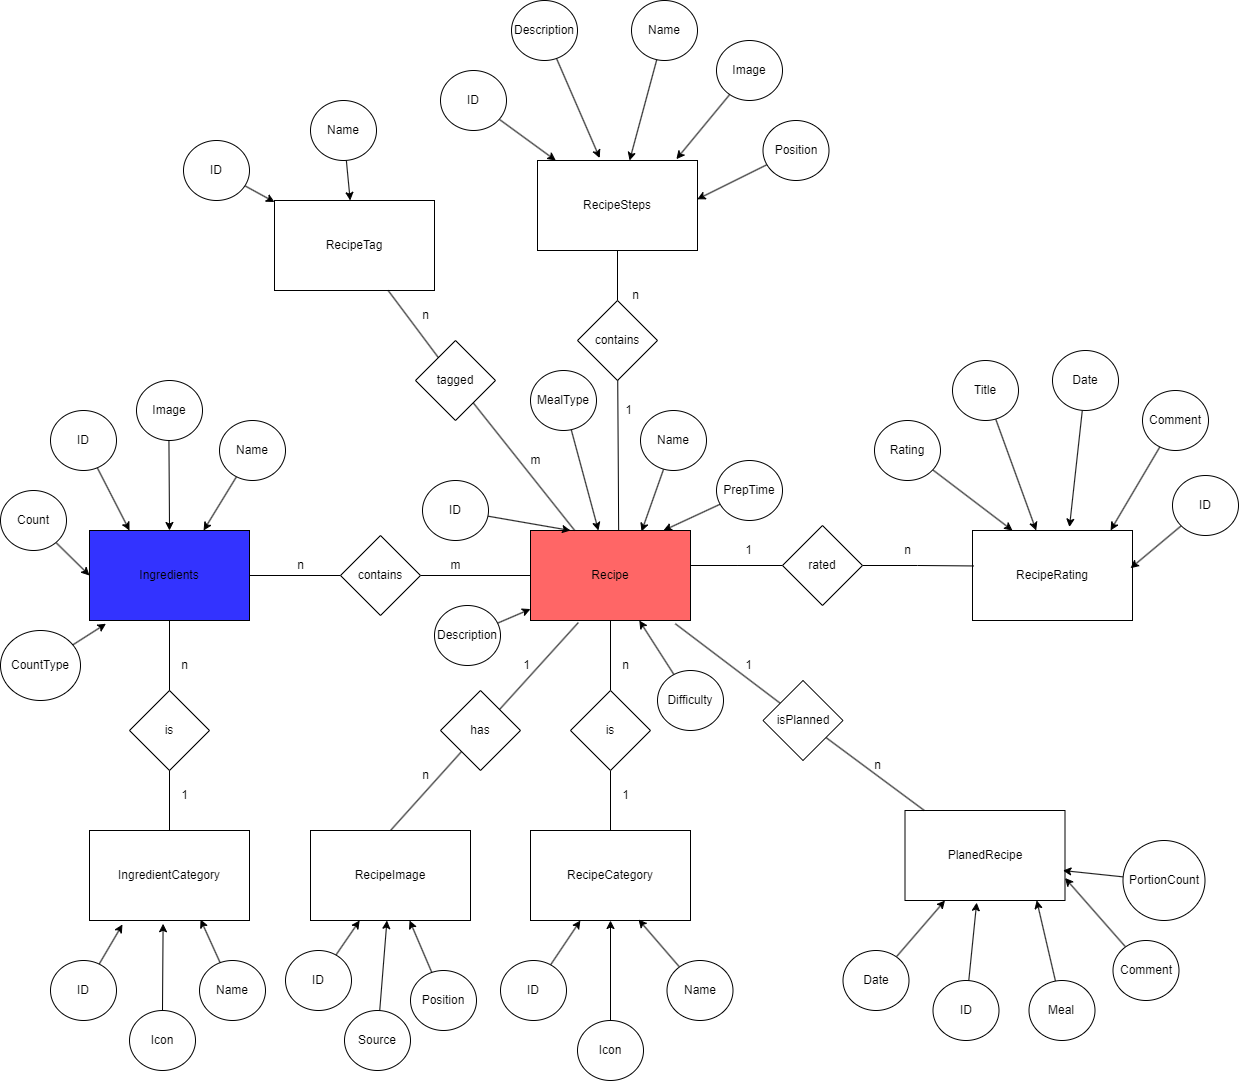 Description
Name
Image
ID
Position
Name
ID
RecipeSteps
RecipeTag
n
n
contains
tagged
MealType
1
Name
m
PrepTime
ID
Date
Title
Comment
Rating
ID
Image
ID
Name
Count
Ingredients
n
contains
m
Recipe
1
rated
n
RecipeRating
CountType
Description
n
1
n
Difficulty
1
is
has
is
isPlanned
n
1
n
1
IngredientCategory
RecipeImage
RecipeCategory
PlanedRecipe
PortionCount
ID
Icon
Name
ID
Source
Position
ID
Icon
Name
Date
ID
Meal
Comment